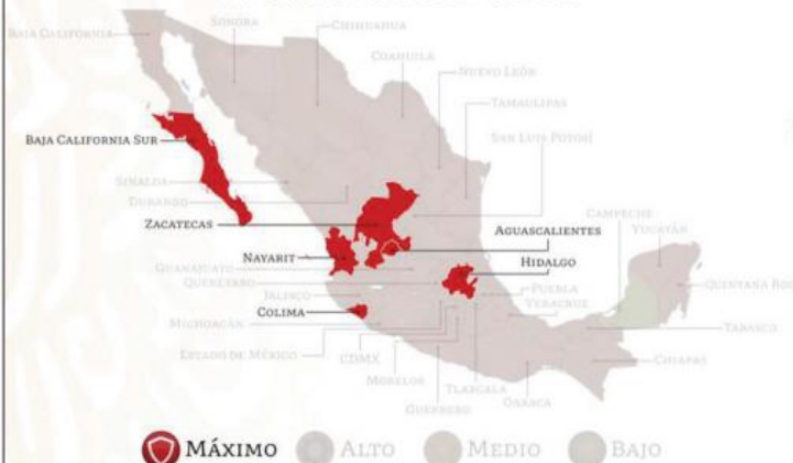 SONORA
CHIHUAHUA
BAJA CALIFORNIA
COAHUILA
NUEVO LEÓN
TAMAULIPAS
BAJA CALIFORNIA SUR
SAN LUIS POTOSÍ
SINALOA
DURANGO
ZACATECAS
CAMPECHE
YUCATÁN
AGUASCALIENTES
NAYARIT
HIDALGO
GUANAJUATO
QUERÉTARO
PUEBLA
QUINTANA ROO
JALISCO
VERACRUZ
COLIMA
MICHOACÁN
TABASCO
ESTADO DE MÉXICO
CDMX
CHIAPAS
MORELOS
TLAXCALA
OAXACA
GUERRERO
MÁXIMO ALTO MEDIO BAJO